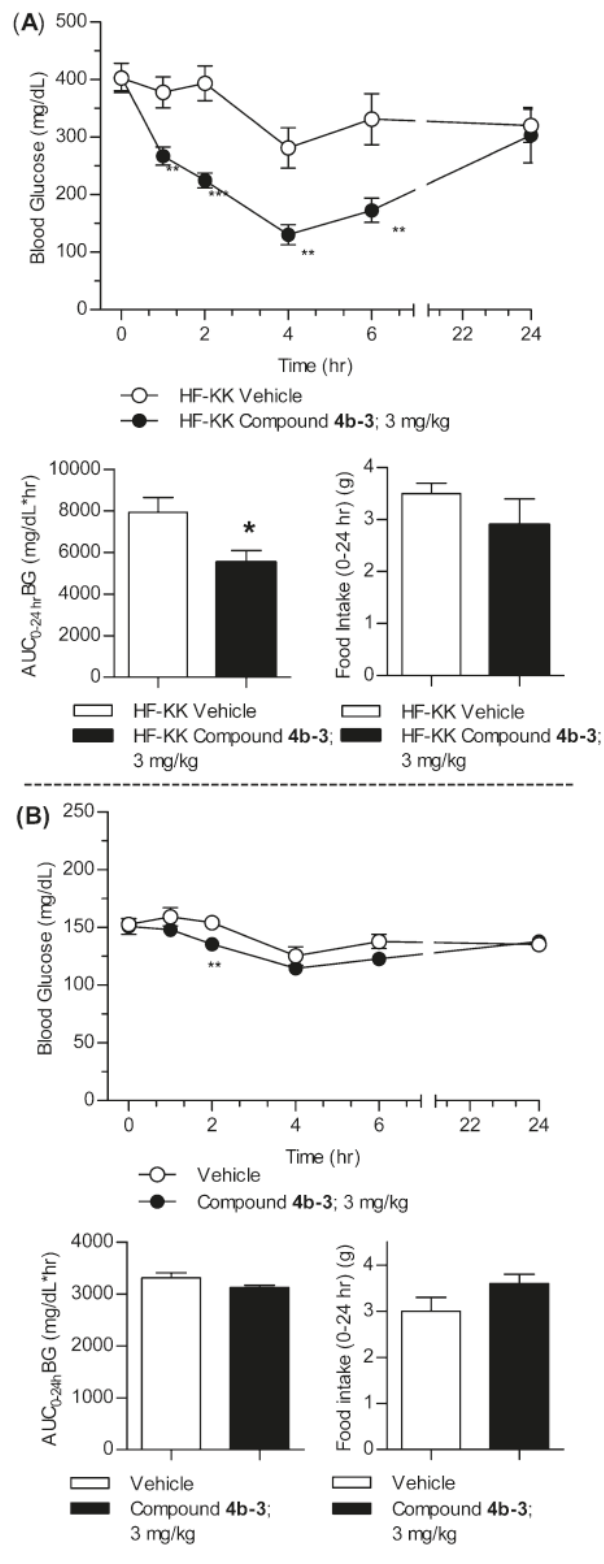 (A)
Blood Glucose (mg/dL)
500
400
300
200
100
0
**
***
**
**
0 2 4 6 22 24
Time (hr)
HF-KK Vehicle
HF-KK Compound 4b-3; 3 mg/kg
AUC0-24 hrBG (mg/dL*hr)
10000
8000
6000
4000
2000
0
*
HF-KK Vehicle
HF-KK Compound 4b-3;
3 mg/kg
Food Intake (0-24 hr) (g)
4
3
2
1
0
HF-KK Vehicle
HF-KK Compound 4b-3;
3 mg/kg
(B)
Blood Glucose (mg/dL)
250
200
150
100
50
0
**
0 2 4 6 22 24
Time (hr)
Vehicle
Compound 4b-3; 3 mg/kg
AUC0-24hBG (mg/dL*hr)
4000
3000
2000
1000
0
Vehicle
Compound 4b-3;
3 mg/kg
Food intake (0-24 hr) (g)
4
3
2
1
0
Vehicle
Compound 4b-3;
3 mg/kg